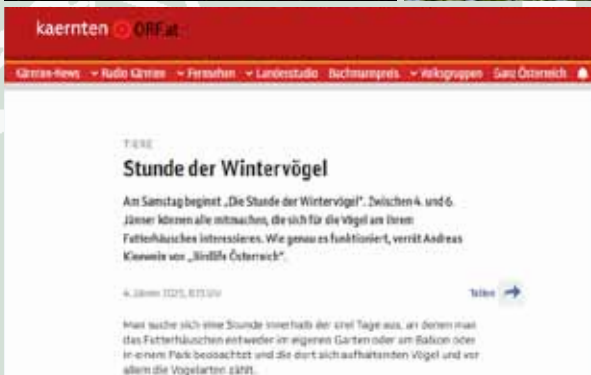 kaernten ORF.at
Kärnten-News Radio Kärnten Fernsehen Landesstudio Bachmannpreis Volksgruppen Ganz Österreich
TIERE
Stunde der Wintervögel
Am Samstag beginnt „Die Stunde der Wintervögel“. Zwischen 4. und 6.
Jänner können alle mitmachen, die sich für die Vögel am ihrem
Futterhäuschen interessieren. Wie genau es funktioniert, verrät Andreas
Kleewein von „Birdlife Österreich“.
4. Jänner 2025,
Teilen
Man suche sich eine Stunde innerhalb der drei Tage aus, an denen man
das Futterhäuschen entweder im eigenen Garten oder am Balkon oder
in einem Park beobachtet und die dort sich aufhaltenden Vögel und vor
allem die Vogelarten zählt.